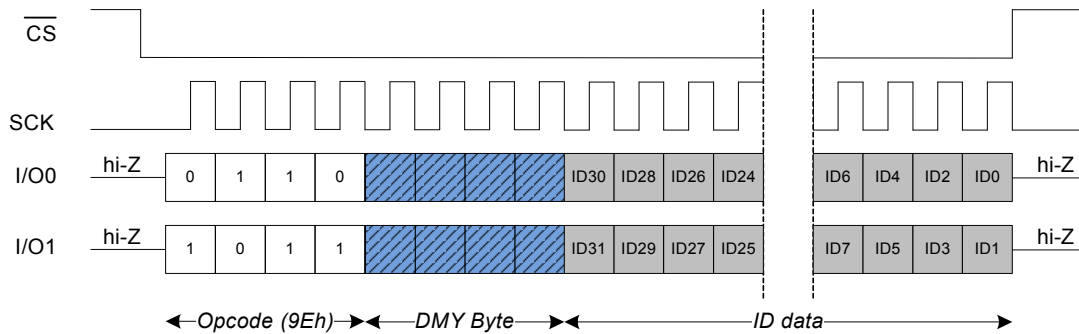 CS
SCK
I/O0 hi-Z 0 1 1 0 ID30 ID28 ID26 ID24 ID6 ID4 ID2 ID0 hi-Z
I/O1 hi-Z 1 0 1 1 ID31 ID29 ID27 ID25 ID7 ID5 ID3 ID1 hi-Z
Opcode (9Eh) DMY Byte ID data